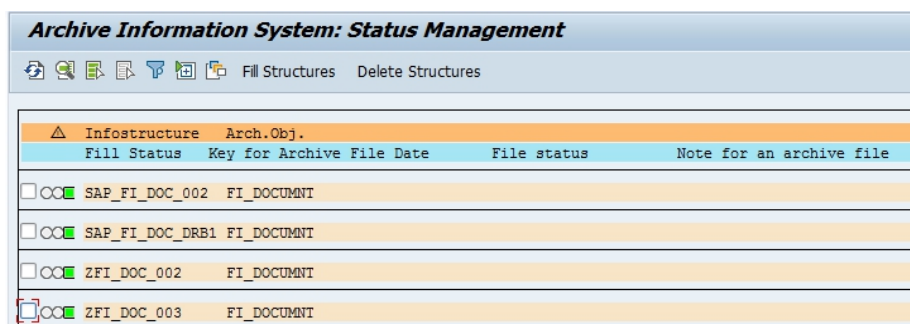 Archive Information System: Status Management
Fill Structures Delete Structures
Infostructure Arch.Obj.
Fill Status Key for Archive File Date File status Note for an archive file
SAP_FI_DOC_002 FI_DOCUMNT
SAP_FI_DOC_DRB1 FI_DOCUMNT
ZFI_DOC_002 FI_DOCUMNT
ZFI_DOC_003 FI_DOCUMNT